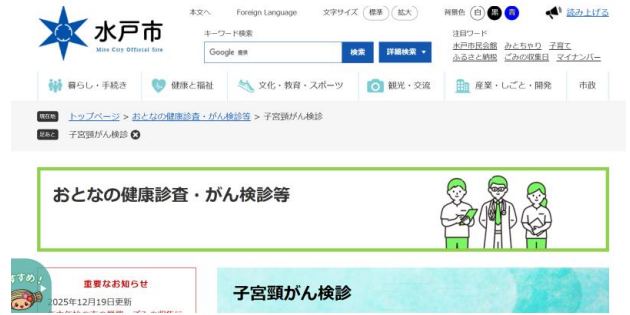 本文へ Foreign Language 文字サイズ 標準 拡大 背景色 白 黒 青 読み上げる
水戸市
Mito City Official Site
キーワード検索
Google 検索 詳細検索
注目ワード
水戸市民会館 みとちゃり 子育て
ふるさと納税 ごみの収集日 マイナンバー
暮らし・手続き 健康と福祉 文化・教育・スポーツ 観光・交流 産業・しごと・開発 市政
現在地 トップページ > おとなの健康診査・がん検診等 > 子宮頸がん検診
足あと 子宮頸がん検診
おとなの健康診査・がん検診等
重要なお知らせ
2025年12月19日更新
子宮頸がん検診